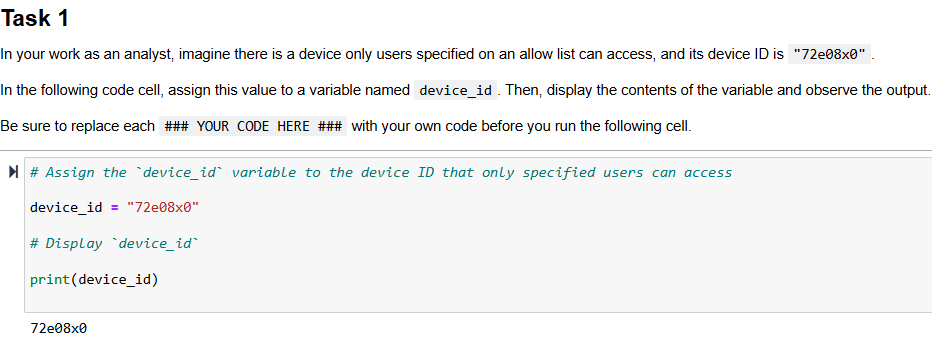 Task 1
In your work as an analyst, imagine there is a device only users specified on an allow list can access, and its device ID is "72e08x0" .
In the following code cell, assign this value to a variable named device_id . Then, display the contents of the variable and observe the output.
Be sure to replace each ### YOUR CODE HERE ### with your own code before you run the following cell.
# Assign the `device_id` variable to the device ID that only specified users can access
device_id = "72e08x0"
# Display `device_id`
print(device_id)
72e08x0